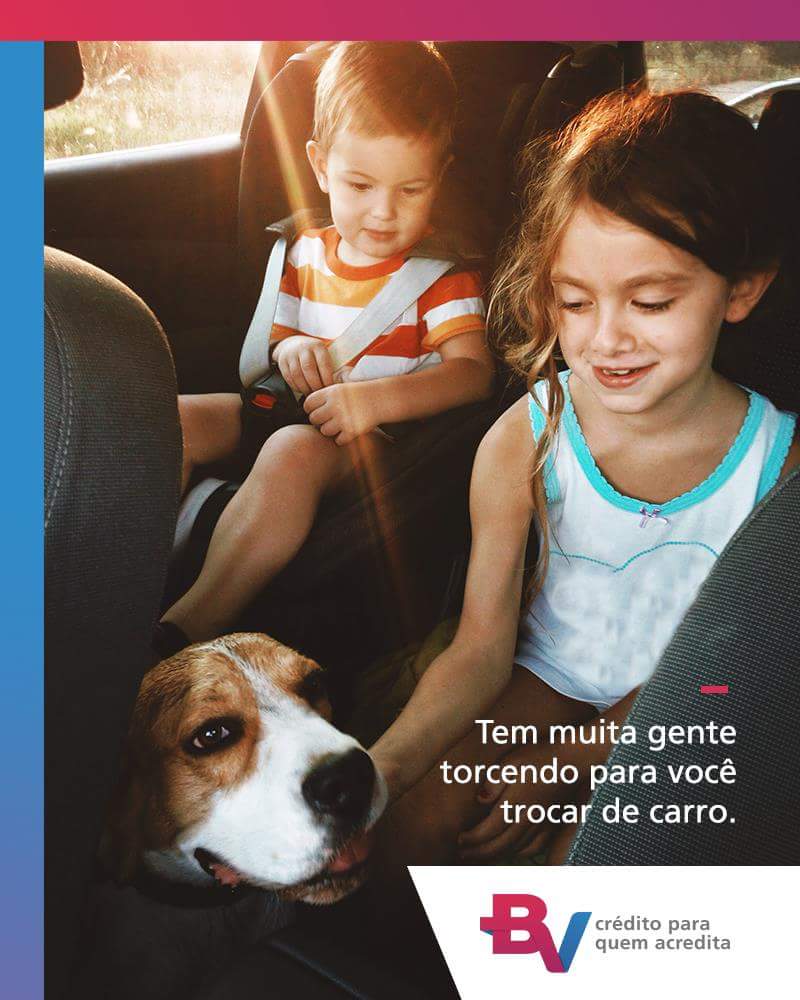 Tem muita gente
torcendo para você
trocar de carro.
BV
crédito para
quem acredita